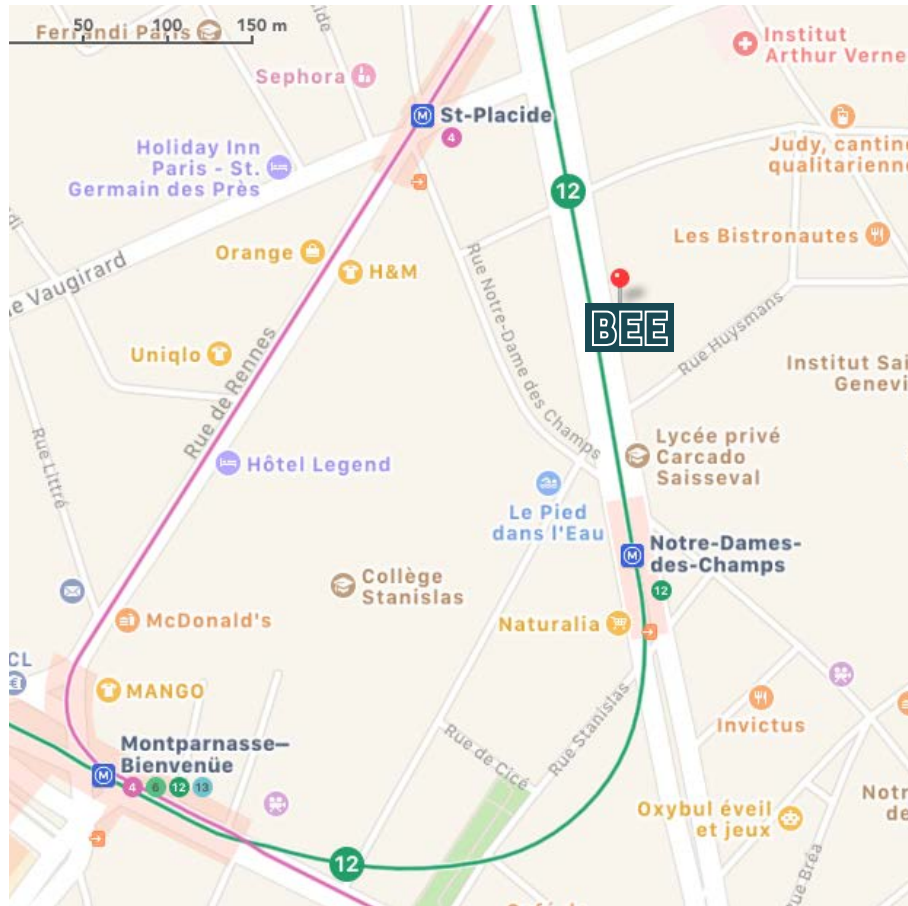 50 100 150 m
Ferrandi Paris
Institut
Arthur Verne
Sephora
St-Placide
4
Holiday Inn
Paris - St.
Germain des Près
Judy, cantine
qualitarienne
12
Orange
H&M
Les Bistronautes
Rue Notre-Dame des Champs
e Vaugirard
BEE
Rue Huysmans
Uniqlo
Rue de Rennes
Institut Sai
Genevi
Rue Littré
Hôtel Legend
Lycée privé
Carcado
Saisseval
Le Pied
dans l'Eau
Notre-Dames-
des-Champs
12
Collège
Stanislas
McDonald's
Naturalia
CL
MANGO
Invictus
Montparnasse–
Bienvenüe
4 6 12 13
Rue Stanislas
Rue de Cicé
Notr
de
Oxybul éveil
et jeux
12
Rue Bréa